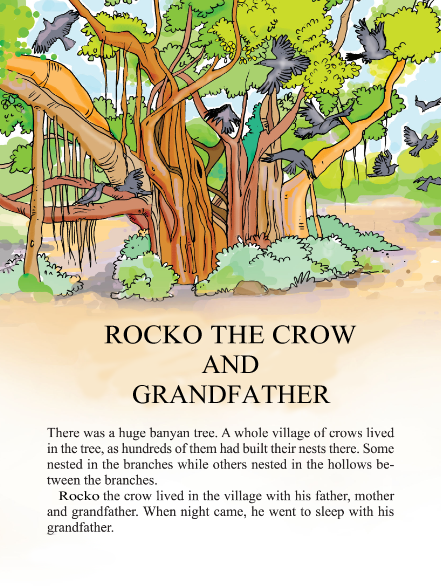 ROCKO THE CROW
AND
GRANDFATHER
There was a huge banyan tree. A whole village of crows lived
in the tree, as hundreds of them had built their nests there. Some
nested in the branches while others nested in the hollows be-
tween the branches.
Rocko the crow lived in the village with his father, mother
and grandfather. When night came, he went to sleep with his
grandfather.